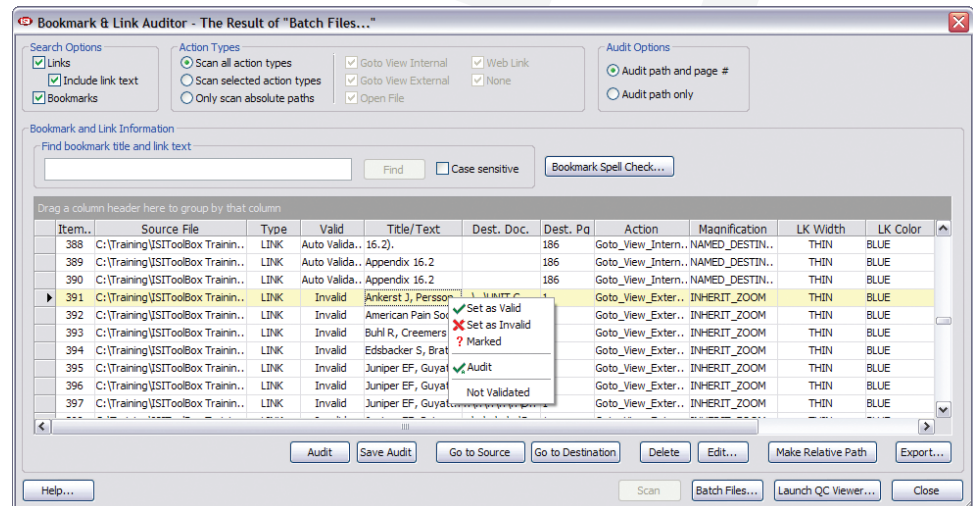 ISI Bookmark & Link Auditor - The Result of "Batch Files..."
Search Options
Links
Include link text
Bookmarks
Action Types
Scan all action types
Scan selected action types
Only scan absolute paths
Goto View Internal
Goto View External
Open File
Web Link
None
Audit Options
Audit path and page #
Audit path only
Bookmark and Link Information
Find bookmark title and link text
Find
Case sensitive
Bookmark Spell Check...
Drag a column header here to group by that column
Item.. Source File Type Valid Title/Text Dest. Doc. Dest. Pg Action Magnification LK Width LK Color
388 C:\Training\ISIToolBox Trainin.. LINK Auto Valida.. 16.2). 186 Goto_View_Intern.. NAMED_DESTIN.. THIN BLUE
389 C:\Training\ISIToolBox Trainin.. LINK Auto Valida.. Appendix 16.2 186 Goto_View_Intern.. NAMED_DESTIN.. THIN BLUE
390 C:\Training\ISIToolBox Trainin.. LINK Auto Valida.. Appendix 16.2 186 Goto_View_Intern.. NAMED_DESTIN.. THIN BLUE
391 C:\Training\ISIToolBox Trainin.. LINK Invalid Ankerst J, Persson Goto_View_Exter.. INHERIT_ZOOM THIN BLUE
392 C:\Training\ISIToolBox Trainin.. LINK Invalid American Pain Soc Goto_View_Exter.. INHERIT_ZOOM THIN BLUE
393 C:\Training\ISIToolBox Trainin.. LINK Invalid Buhl R, Creemers Goto_View_Exter.. INHERIT_ZOOM THIN BLUE
394 C:\Training\ISIToolBox Trainin.. LINK Invalid Edsbacker S, Brat Goto_View_Exter.. INHERIT_ZOOM THIN BLUE
395 C:\Training\ISIToolBox Trainin.. LINK Invalid Juniper EF, Guyat Goto_View_Exter.. INHERIT_ZOOM THIN BLUE
396 C:\Training\ISIToolBox Trainin.. LINK Invalid Juniper EF, Guyat Goto_View_Exter.. INHERIT_ZOOM THIN BLUE
397 C:\Training\ISIToolBox Trainin.. LINK Invalid Juniper EF, Guyat Goto_View_Exter.. INHERIT_ZOOM THIN BLUE
Set as Valid
Set as Invalid
? Marked
Audit
Not Validated
Audit Save Audit Go to Source Go to Destination Delete Edit... Make Relative Path Export...
Help... Scan Batch Files... Launch QC Viewer... Close